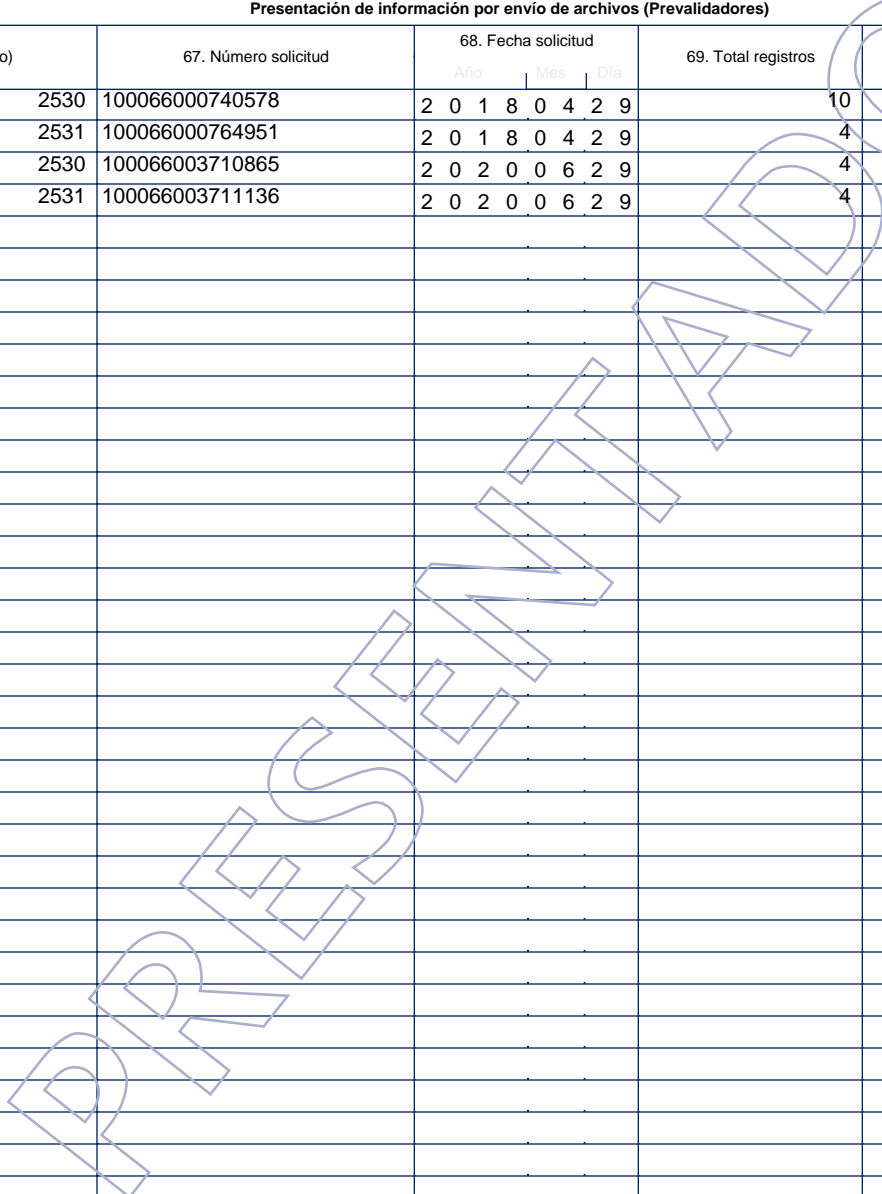 Presentación de información por envío de archivos (Prevalidadores)
o) 67. Número solicitud 68. Fecha solicitud 69. Total registros
Año Mes Día
2530 100066000740578 2 0 1 8 0 4 2 9 10
2531 100066000764951 2 0 1 8 0 4 2 9 4
2530 100066003710865 2 0 2 0 0 6 2 9 4
2531 100066003711136 2 0 2 0 0 6 2 9 4
PRESENTADO